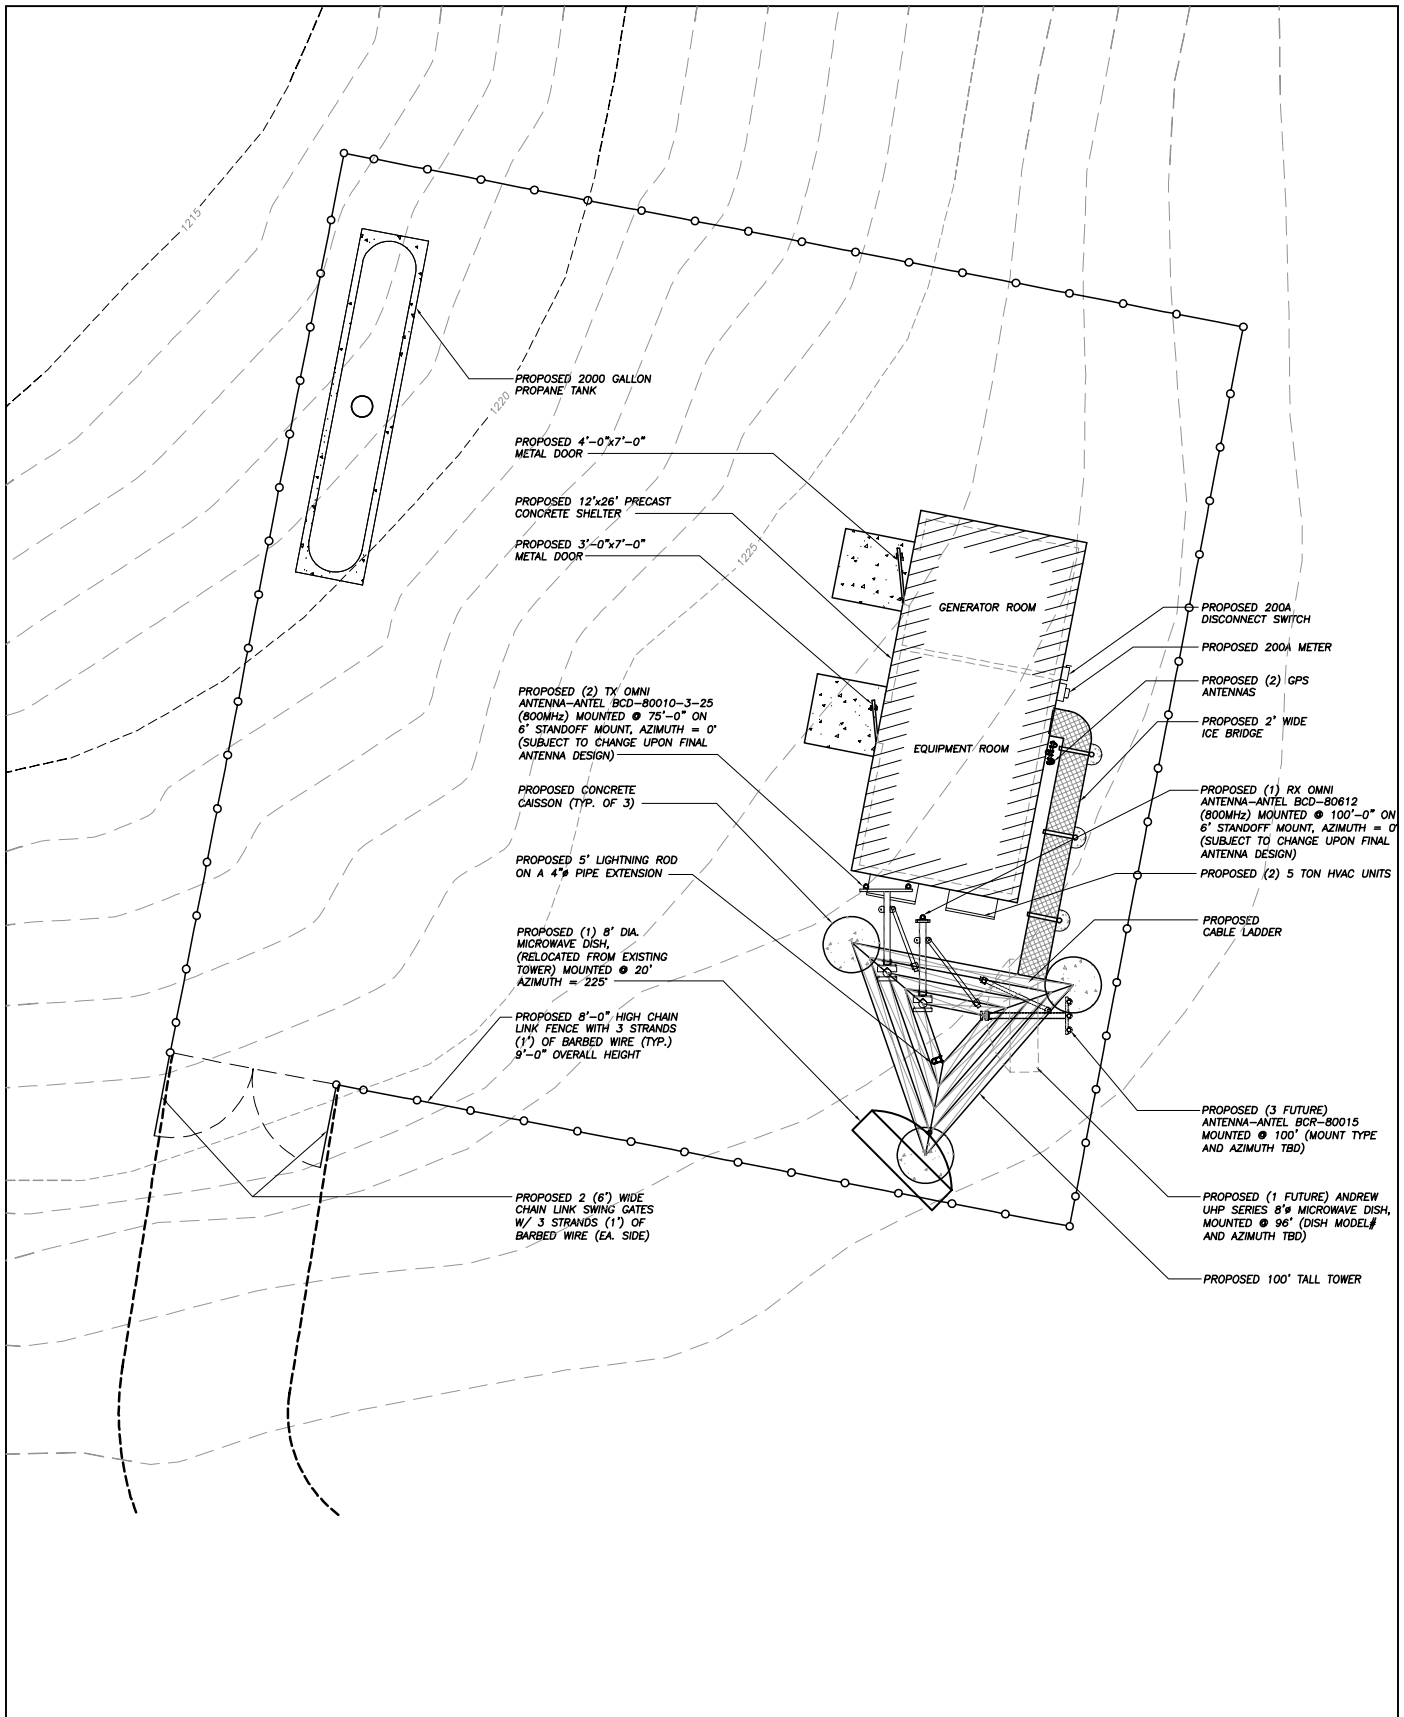 1215
PROPOSED 2000 GALLON
PROPANE TANK
1220
PROPOSED 4'-0"x7'-0"
METAL DOOR
PROPOSED 12'x26' PRECAST
CONCRETE SHELTER
PROPOSED 3'-0"x7'-0"
METAL DOOR
1225
GENERATOR ROOM
PROPOSED 200A
DISCONNECT SWITCH
PROPOSED 200A METER
PROPOSED (2) GPS
ANTENNAS
PROPOSED 2' WIDE
ICE BRIDGE
EQUIPMENT ROOM
PROPOSED (2) TX OMNI
ANTENNA-ANTEL BCD-80010-3-25
(800MHz) MOUNTED @ 75'-0" ON
6' STANDOFF MOUNT, AZIMUTH = 0°
(SUBJECT TO CHANGE UPON FINAL
ANTENNA DESIGN)
PROPOSED CONCRETE
CAISSON (TYP. OF 3)
PROPOSED (1) RX OMNI
ANTENNA-ANTEL BCD-80612
(800MHz) MOUNTED @ 100'-0" ON
6' STANDOFF MOUNT, AZIMUTH = 0°
(SUBJECT TO CHANGE UPON FINAL
ANTENNA DESIGN)
PROPOSED 5' LIGHTNING ROD
ON A 4"ø PIPE EXTENSION
PROPOSED (2) 5 TON HVAC UNITS
PROPOSED
CABLE LADDER
PROPOSED (1) 8' DIA.
MICROWAVE DISH,
(RELOCATED FROM EXISTING
TOWER) MOUNTED @ 20'
AZIMUTH = 225°
PROPOSED 8'-0" HIGH CHAIN
LINK FENCE WITH 3 STRANDS
(1') OF BARBED WIRE (TYP.)
9'-0" OVERALL HEIGHT
PROPOSED (3 FUTURE)
ANTENNA-ANTEL BCR-80015
MOUNTED @ 100' (MOUNT TYPE
AND AZIMUTH TBD)
PROPOSED 2 (6') WIDE
CHAIN LINK SWING GATES
W/ 3 STRANDS (1') OF
BARBED WIRE (EA. SIDE)
PROPOSED (1 FUTURE) ANDREW
UHP SERIES 8'ø MICROWAVE DISH,
MOUNTED @ 96' (DISH MODEL#
AND AZIMUTH TBD)
PROPOSED 100' TALL TOWER